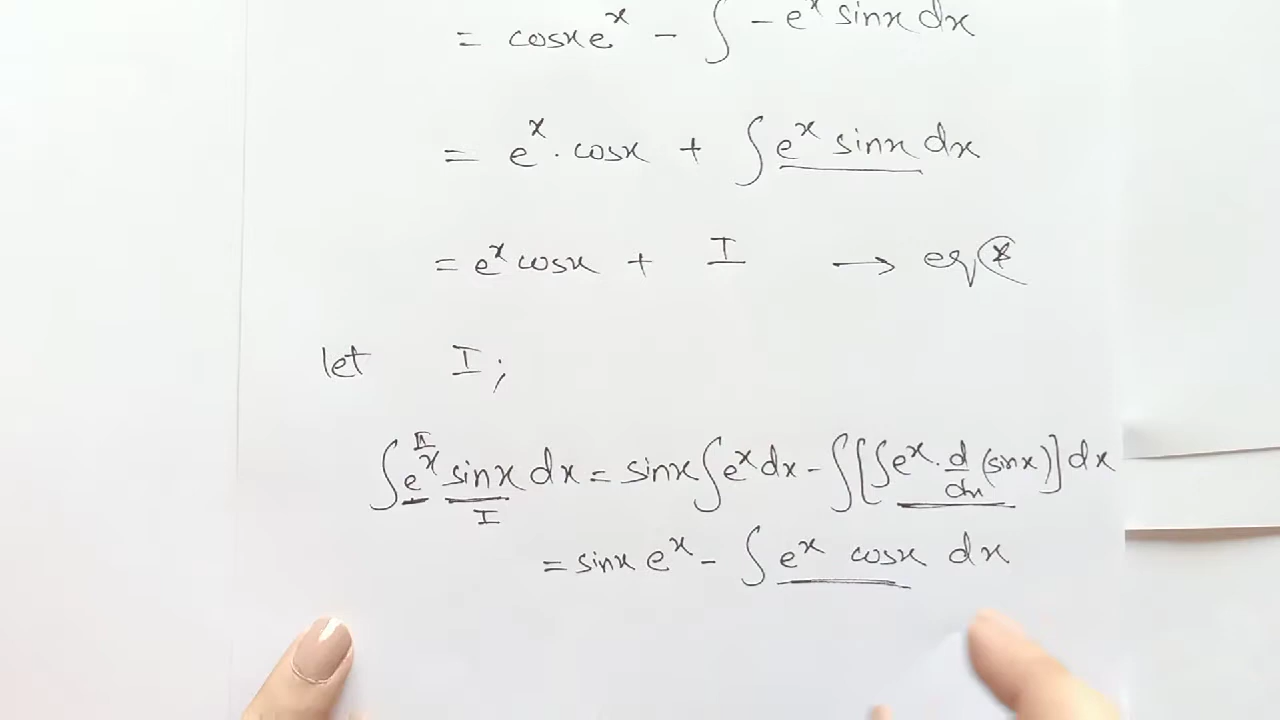 = cosx e^x - ∫ - e^x sinx dx
= e^x . cosx + ∫ e^x sinx dx
= e^x cosx + I → eq *
let I ;
∫ e^x sinx dx = sinx ∫ e^x dx - ∫ [ ∫ e^x . d/dx (sinx) ] dx
II
I
= sinx e^x - ∫ e^x cosx dx